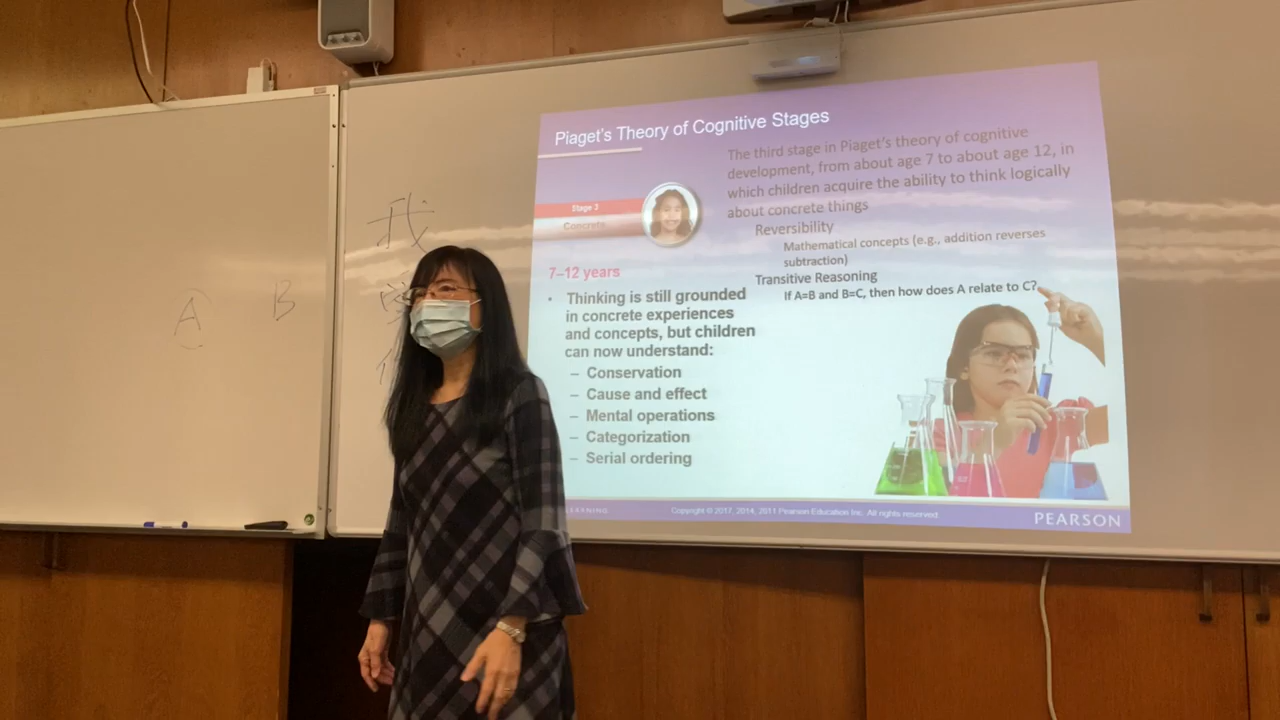 A
B
我
學
Piaget's Theory of Cognitive Stages
Stage 3
Concrete
7–12 years
• Thinking is still grounded
in concrete experiences
and concepts, but children
can now understand:
– Conservation
– Cause and effect
– Mental operations
– Categorization
– Serial ordering
The third stage in Piaget's theory of cognitive
development, from about age 7 to about age 12, in
which children acquire the ability to think logically
about concrete things
Reversibility
Mathematical concepts (e.g., addition reverses
subtraction)
Transitive Reasoning
If A=B and B=C, then how does A relate to C?
Copyright © 2017, 2014, 2011 Pearson Education Inc. All rights reserved
PEARSON